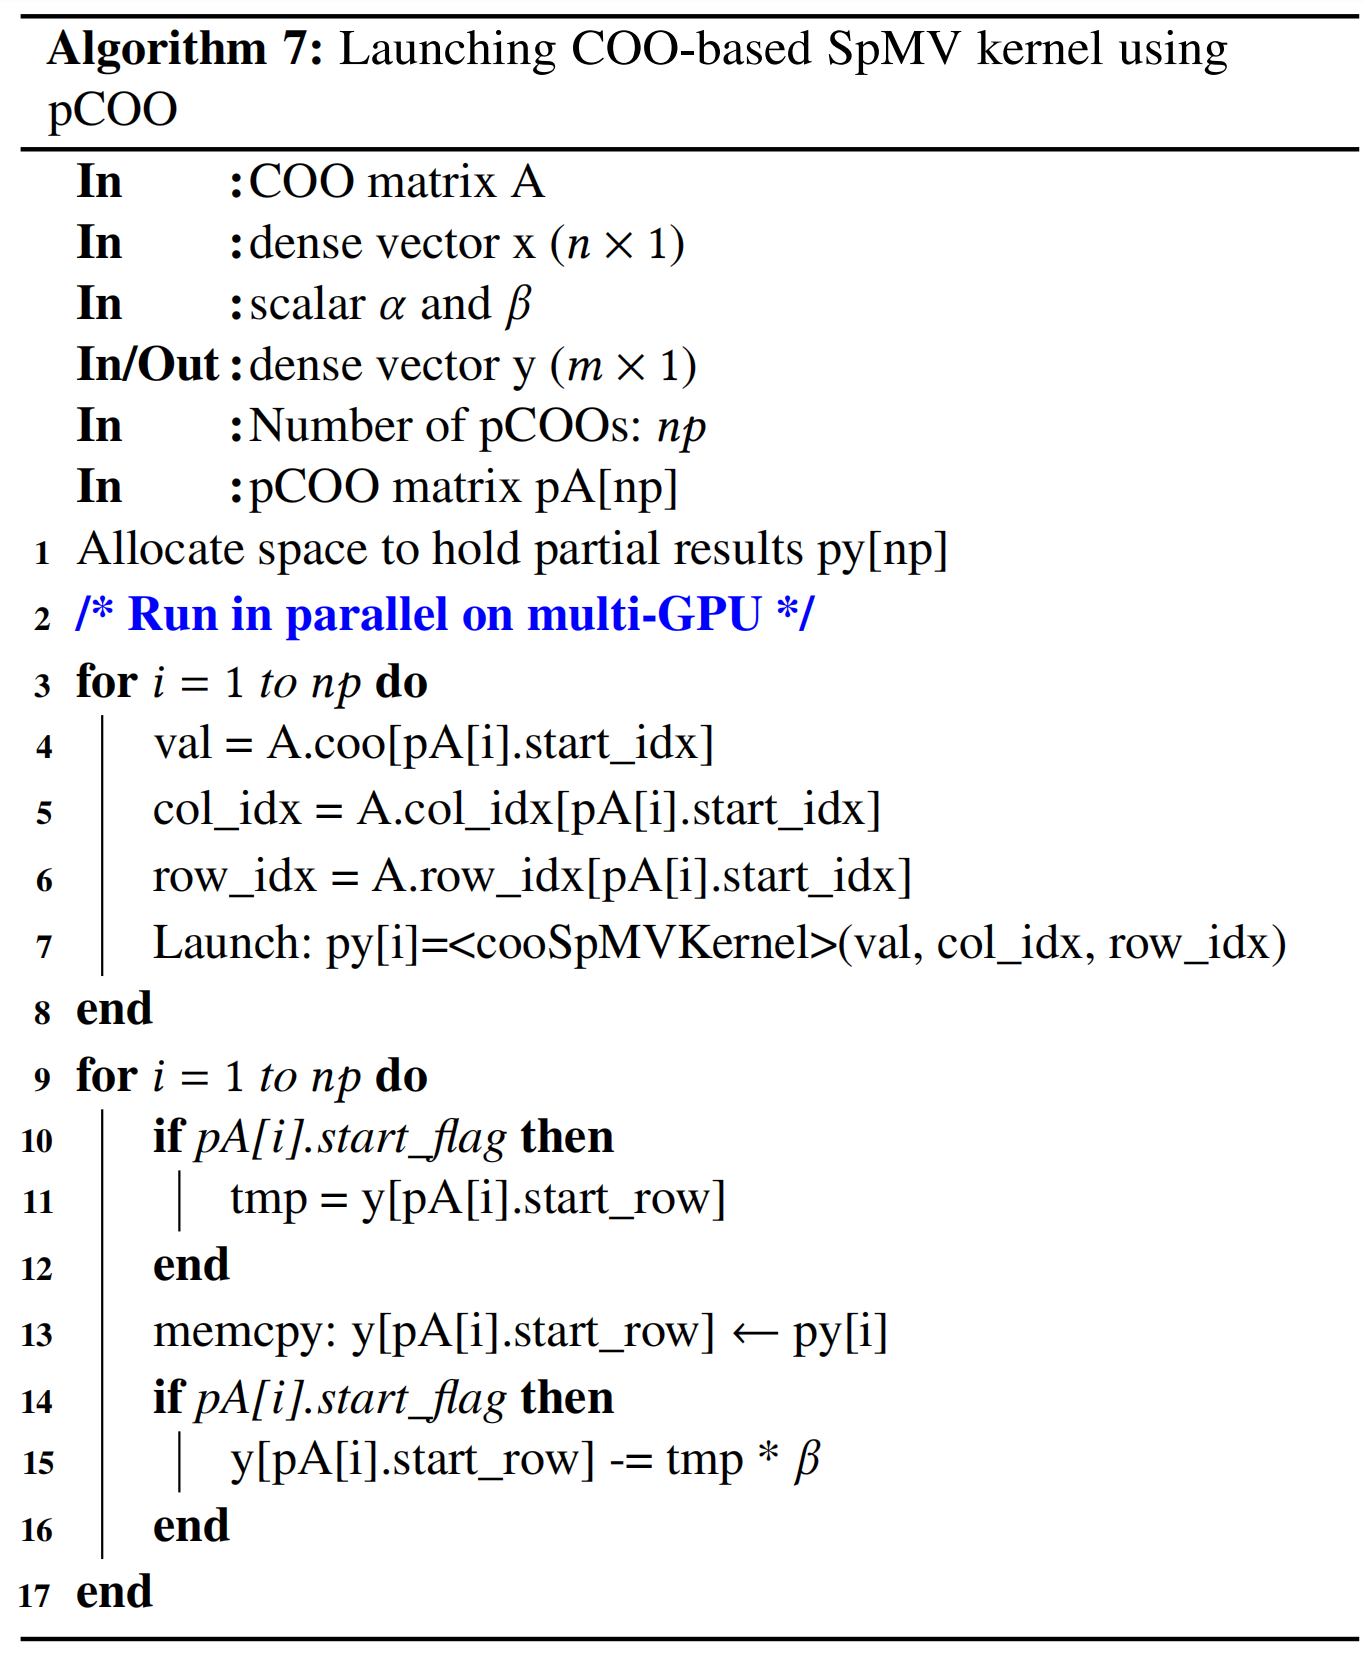 Algorithm 7: Launching COO-based SpMV kernel using
pCOO
In :COO matrix A
In :dense vector x (n × 1)
In :scalar α and β
In/Out :dense vector y (m × 1)
In :Number of pCOOs: np
In :pCOO matrix pA[np]
1 Allocate space to hold partial results py[np]
2 /* Run in parallel on multi-GPU */
3 for i = 1 to np do
4 val = A.coo[pA[i].start_idx]
5 col_idx = A.col_idx[pA[i].start_idx]
6 row_idx = A.row_idx[pA[i].start_idx]
7 Launch: py[i]=<cooSpMVKernel>(val, col_idx, row_idx)
8 end
9 for i = 1 to np do
10 if pA[i].start_flag then
11 tmp = y[pA[i].start_row]
12 end
13 memcpy: y[pA[i].start_row] ← py[i]
14 if pA[i].start_flag then
15 y[pA[i].start_row] -= tmp * β
16 end
17 end